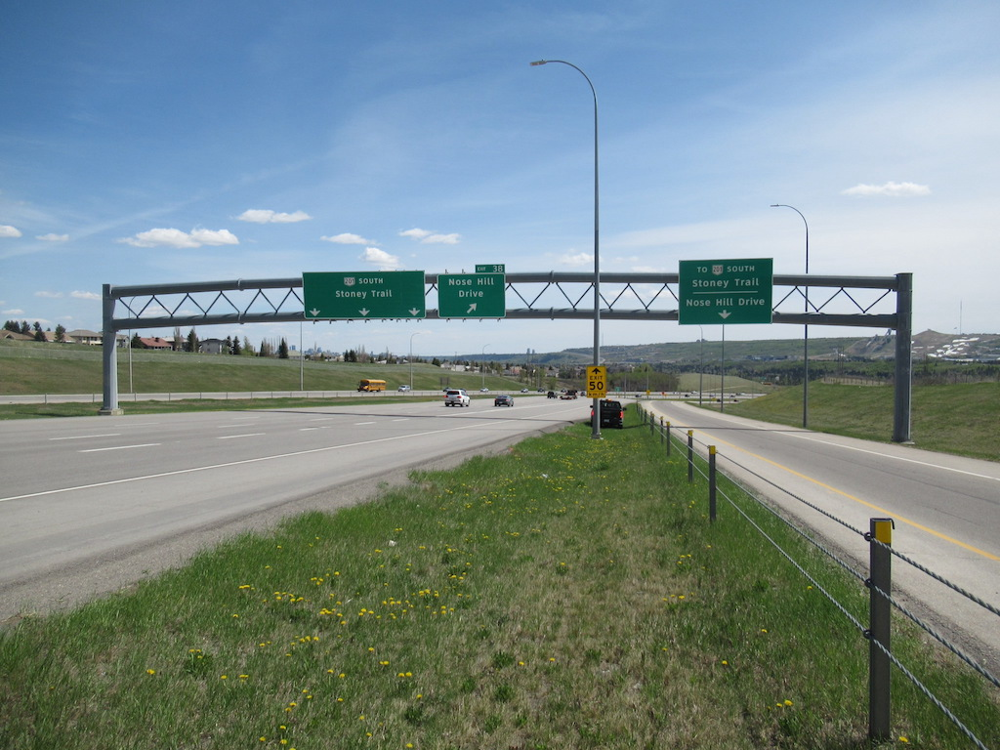 201 SOUTH
Stoney Trail
EXIT 38
Nose Hill
Drive
TO 201 SOUTH
Stoney Trail
Nose Hill Drive
EXIT
50
km/h